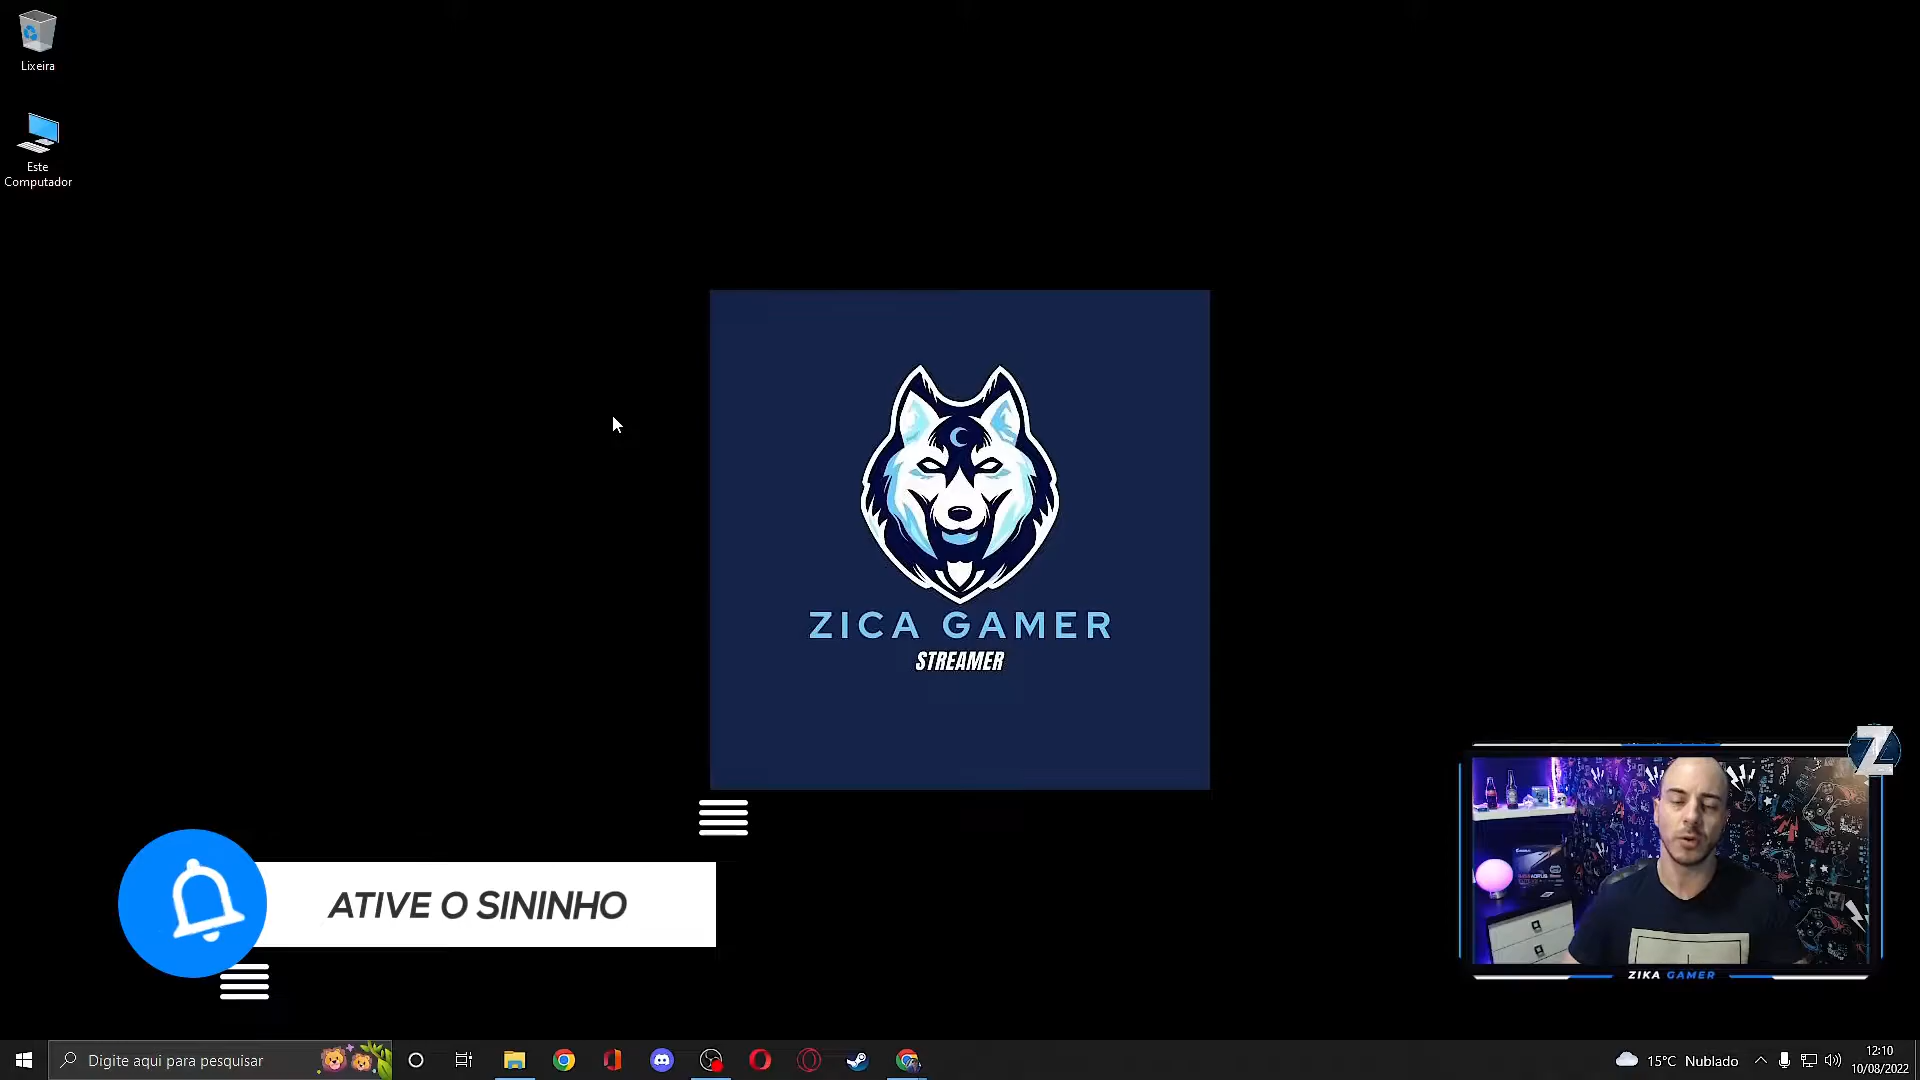 Lixeira
Este
Computador
ZICA GAMER
STREAMER
Z
ATIVE O SININHO
ZIKA GAMER
Digite aqui para pesquisar
15°C Nublado
12:10
10/08/2022